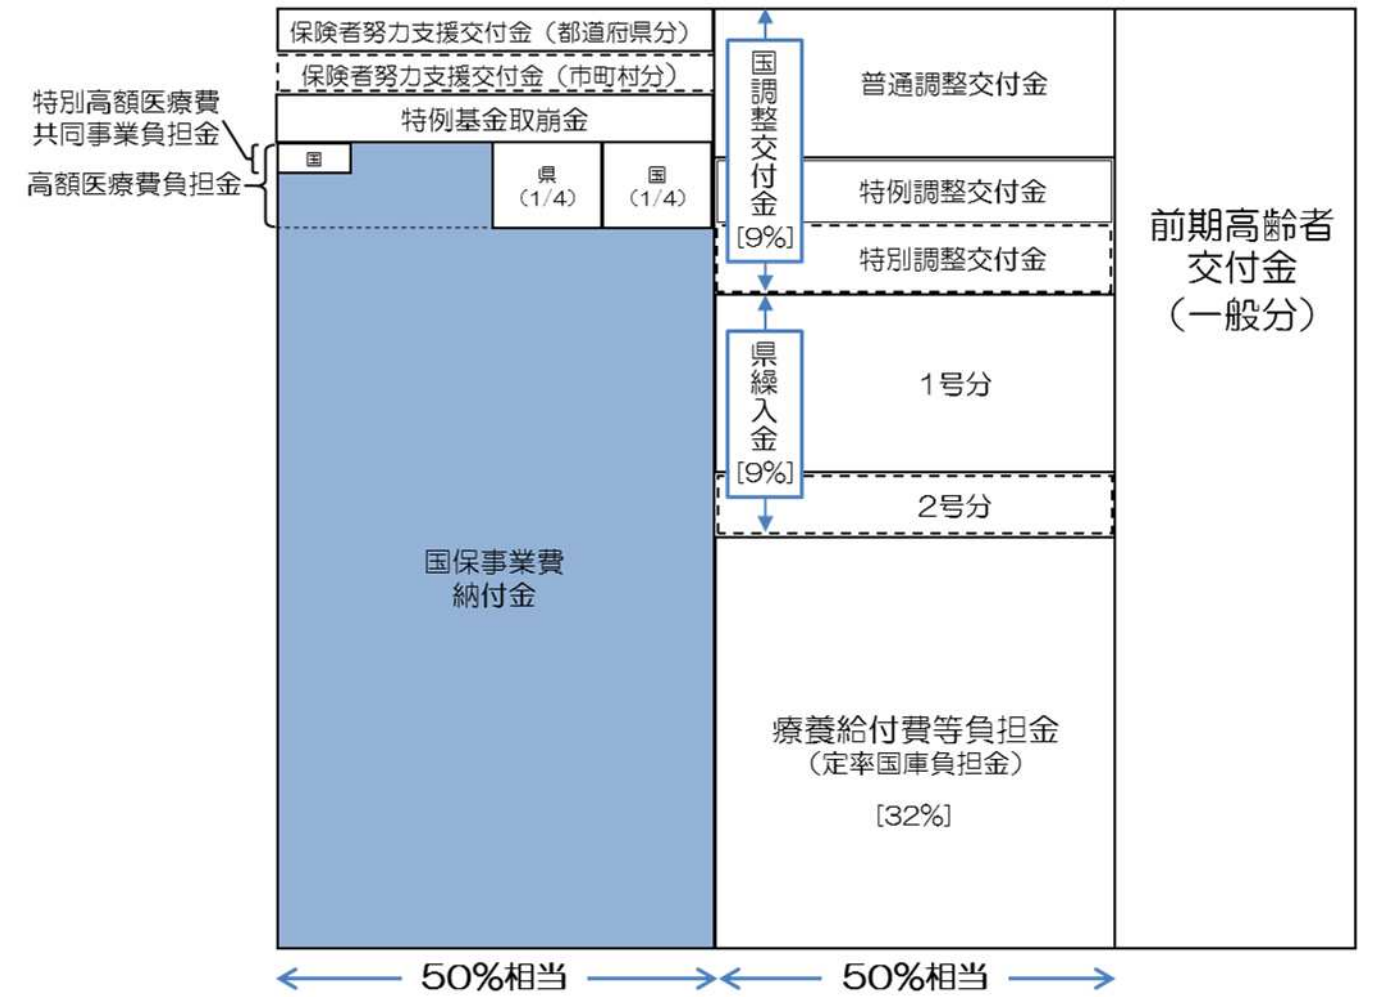 保険者努力支援交付金（都道府県分）
保険者努力支援交付金（市町村分）
特例基金取崩金
特別高額医療費
共同事業負担金
高額医療費負担金
国
県
（1/4）
国
（1/4）
国保事業費
納付金
国調整交付金
[9%]
普通調整交付金
特例調整交付金
特別調整交付金
県繰入金
[9%]
1号分
2号分
療養給付費等負担金
（定率国庫負担金）
[32%]
前期高齢者
交付金
（一般分）
50%相当
50%相当